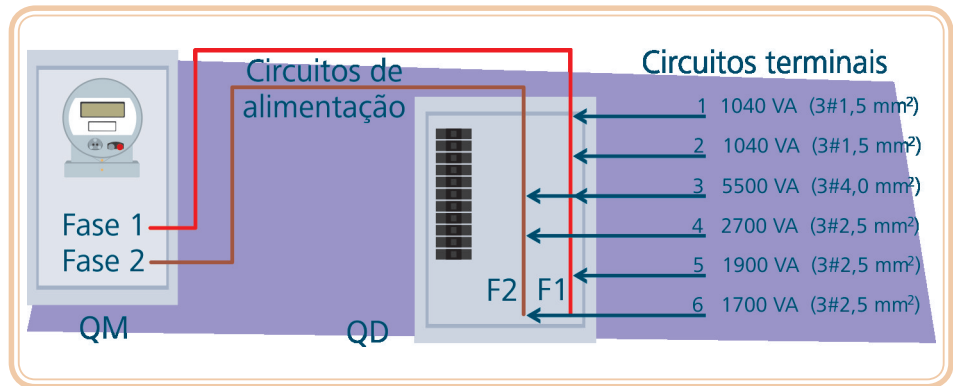 Circuitos de
alimentação
Circuitos terminais
1 1040 VA (3#1,5 mm²)
2 1040 VA (3#1,5 mm²)
3 5500 VA (3#4,0 mm²)
4 2700 VA (3#2,5 mm²)
5 1900 VA (3#2,5 mm²)
6 1700 VA (3#2,5 mm²)
Fase 1
Fase 2
F2 F1
QM
QD